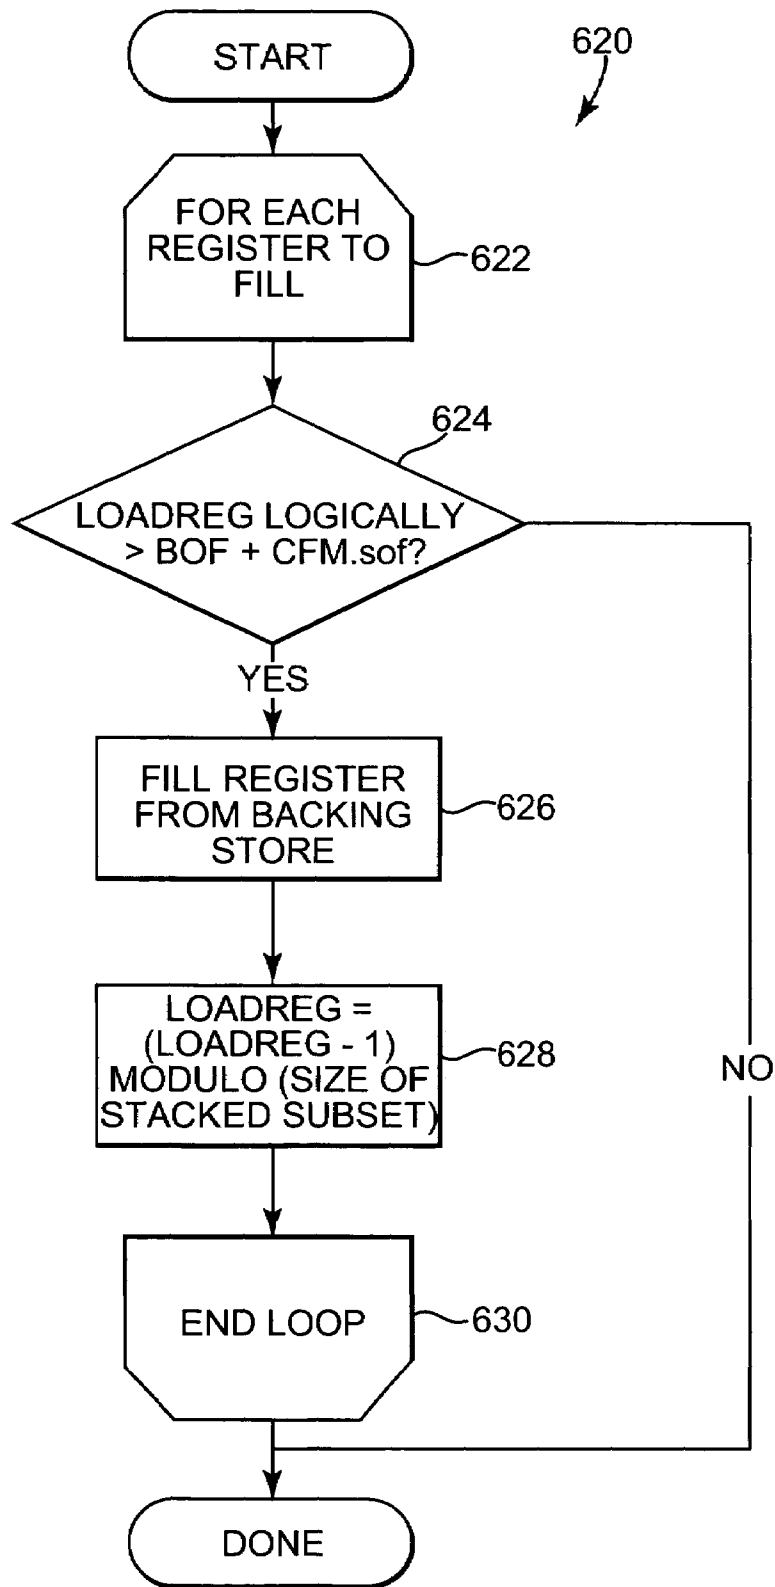 START
620
FOR EACH
REGISTER TO
FILL
622
624
LOADREG LOGICALLY
> BOF + CFM.sof?
YES
FILL REGISTER
FROM BACKING
STORE
626
LOADREG =
(LOADREG - 1)
MODULO (SIZE OF
STACKED SUBSET)
628
NO
END LOOP
630
DONE